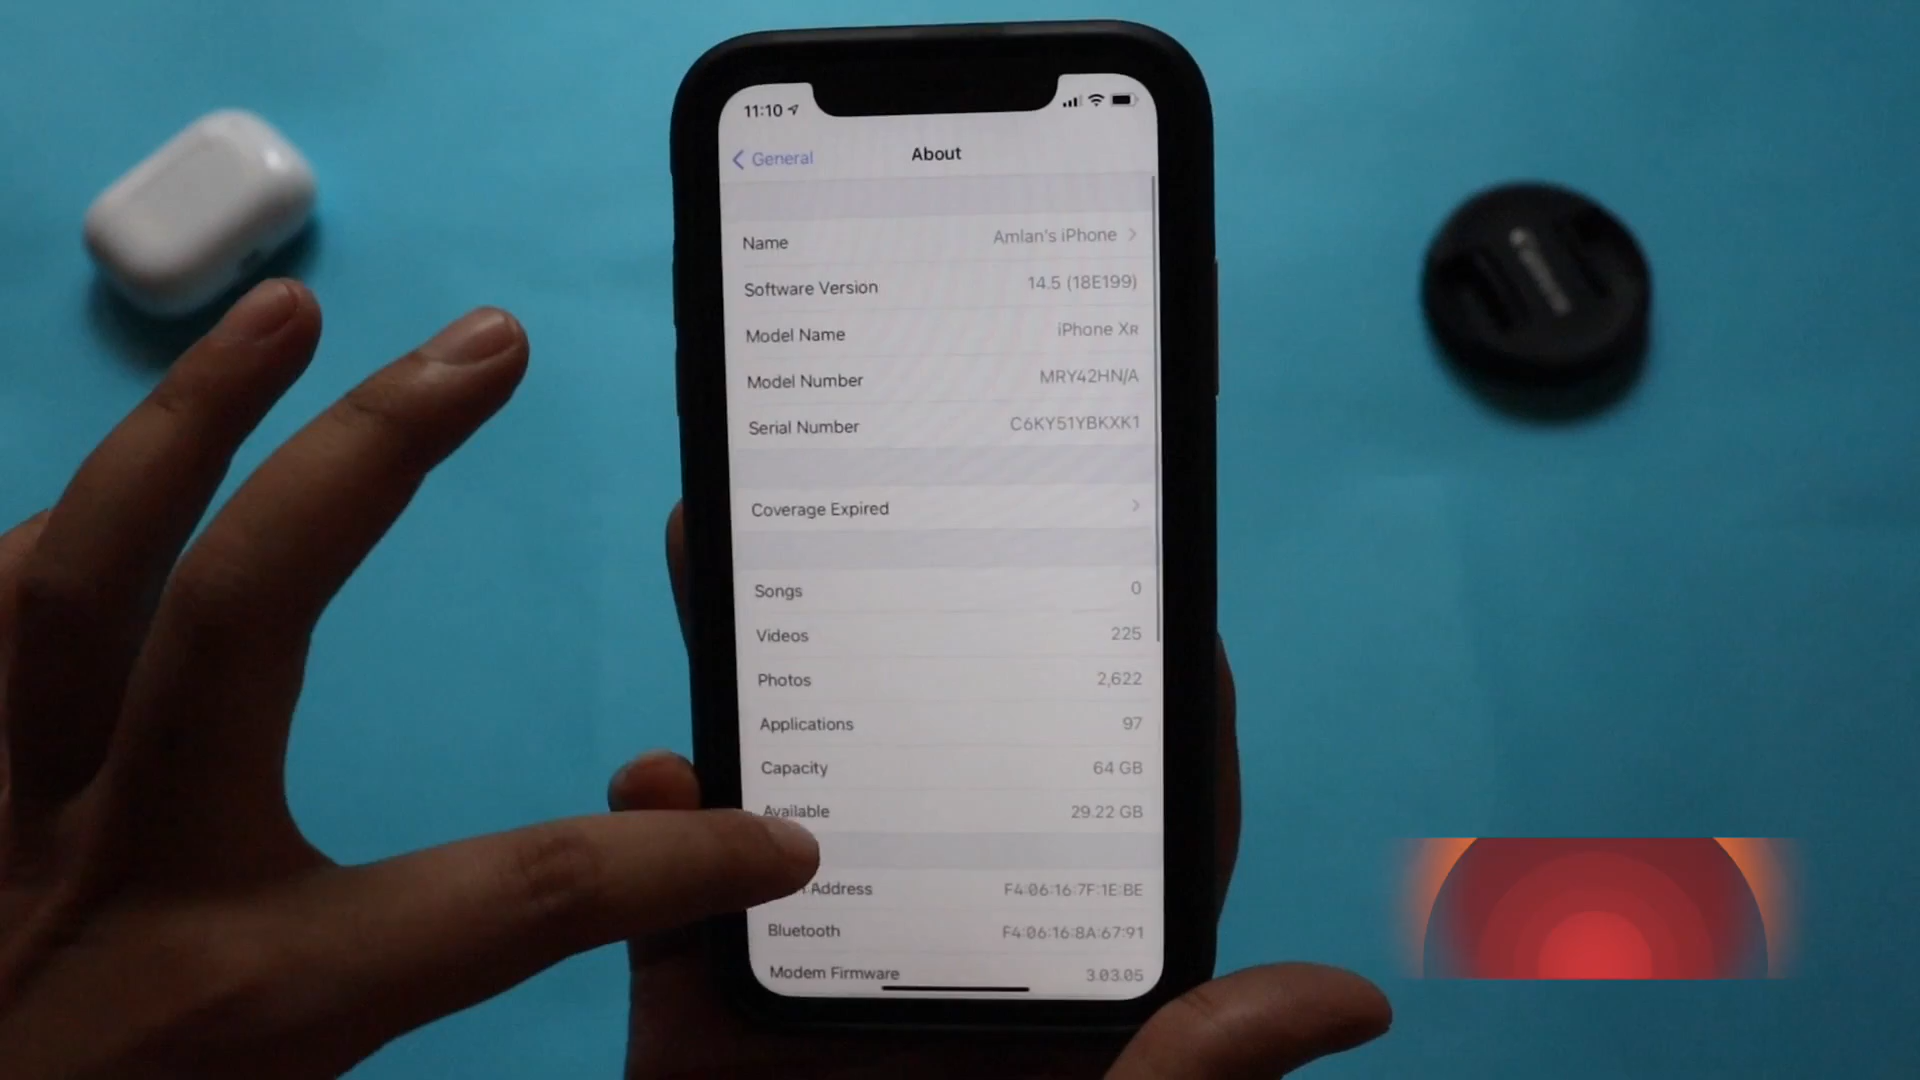 11:10
General
About
Name Amlan's iPhone
Software Version 14.5 (18E199)
Model Name iPhone XR
Model Number MRY42HN/A
Serial Number C6KY51YBKXK1
Coverage Expired
Songs 0
Videos 225
Photos 2,622
Applications 97
Capacity 64 GB
Available 29.22 GB
Address F4:06:16:7F:1E:BE
Bluetooth F4:06:16:8A:67:91
Modem Firmware 3.03.05